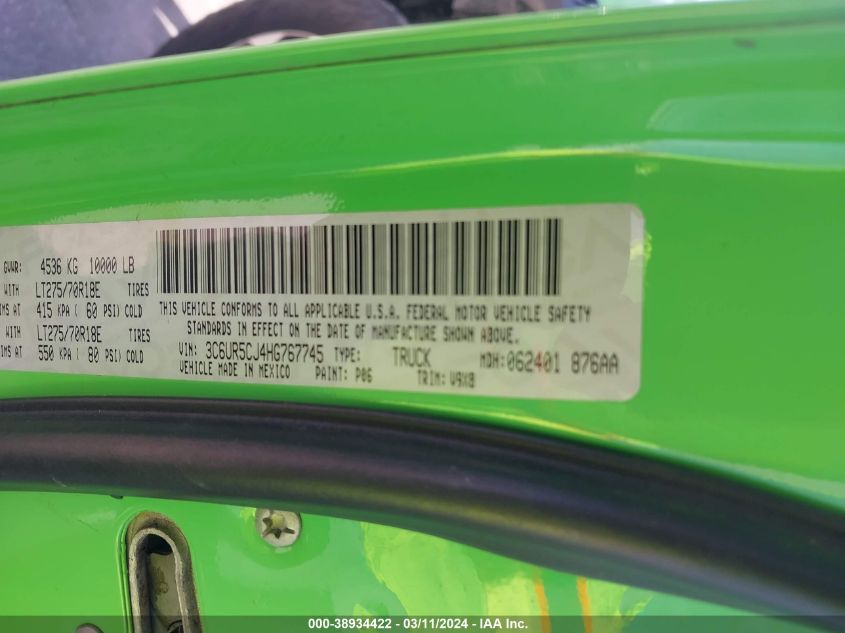 GVWR: 4536 KG 10000 LB
WITH LT275/70R18E TIRES
IMS AT 415 KPA ( 60 PSI) COLD
WITH LT275/70R18E TIRES
IMS AT 550 KPA ( 80 PSI) COLD
THIS VEHICLE CONFORMS TO ALL APPLICABLE U.S.A. FEDERAL MOTOR VEHICLE SAFETY
STANDARDS IN EFFECT ON THE DATE OF MANUFACTURE SHOWN ABOVE.
VIN: 3C6UR5CJ4HG767745 TYPE: TRUCK MDH:062401 876AA
VEHICLE MADE IN MEXICO PAINT: P06 TRIM: V9X8
000-38934422 - 03/11/2024 - IAA Inc.